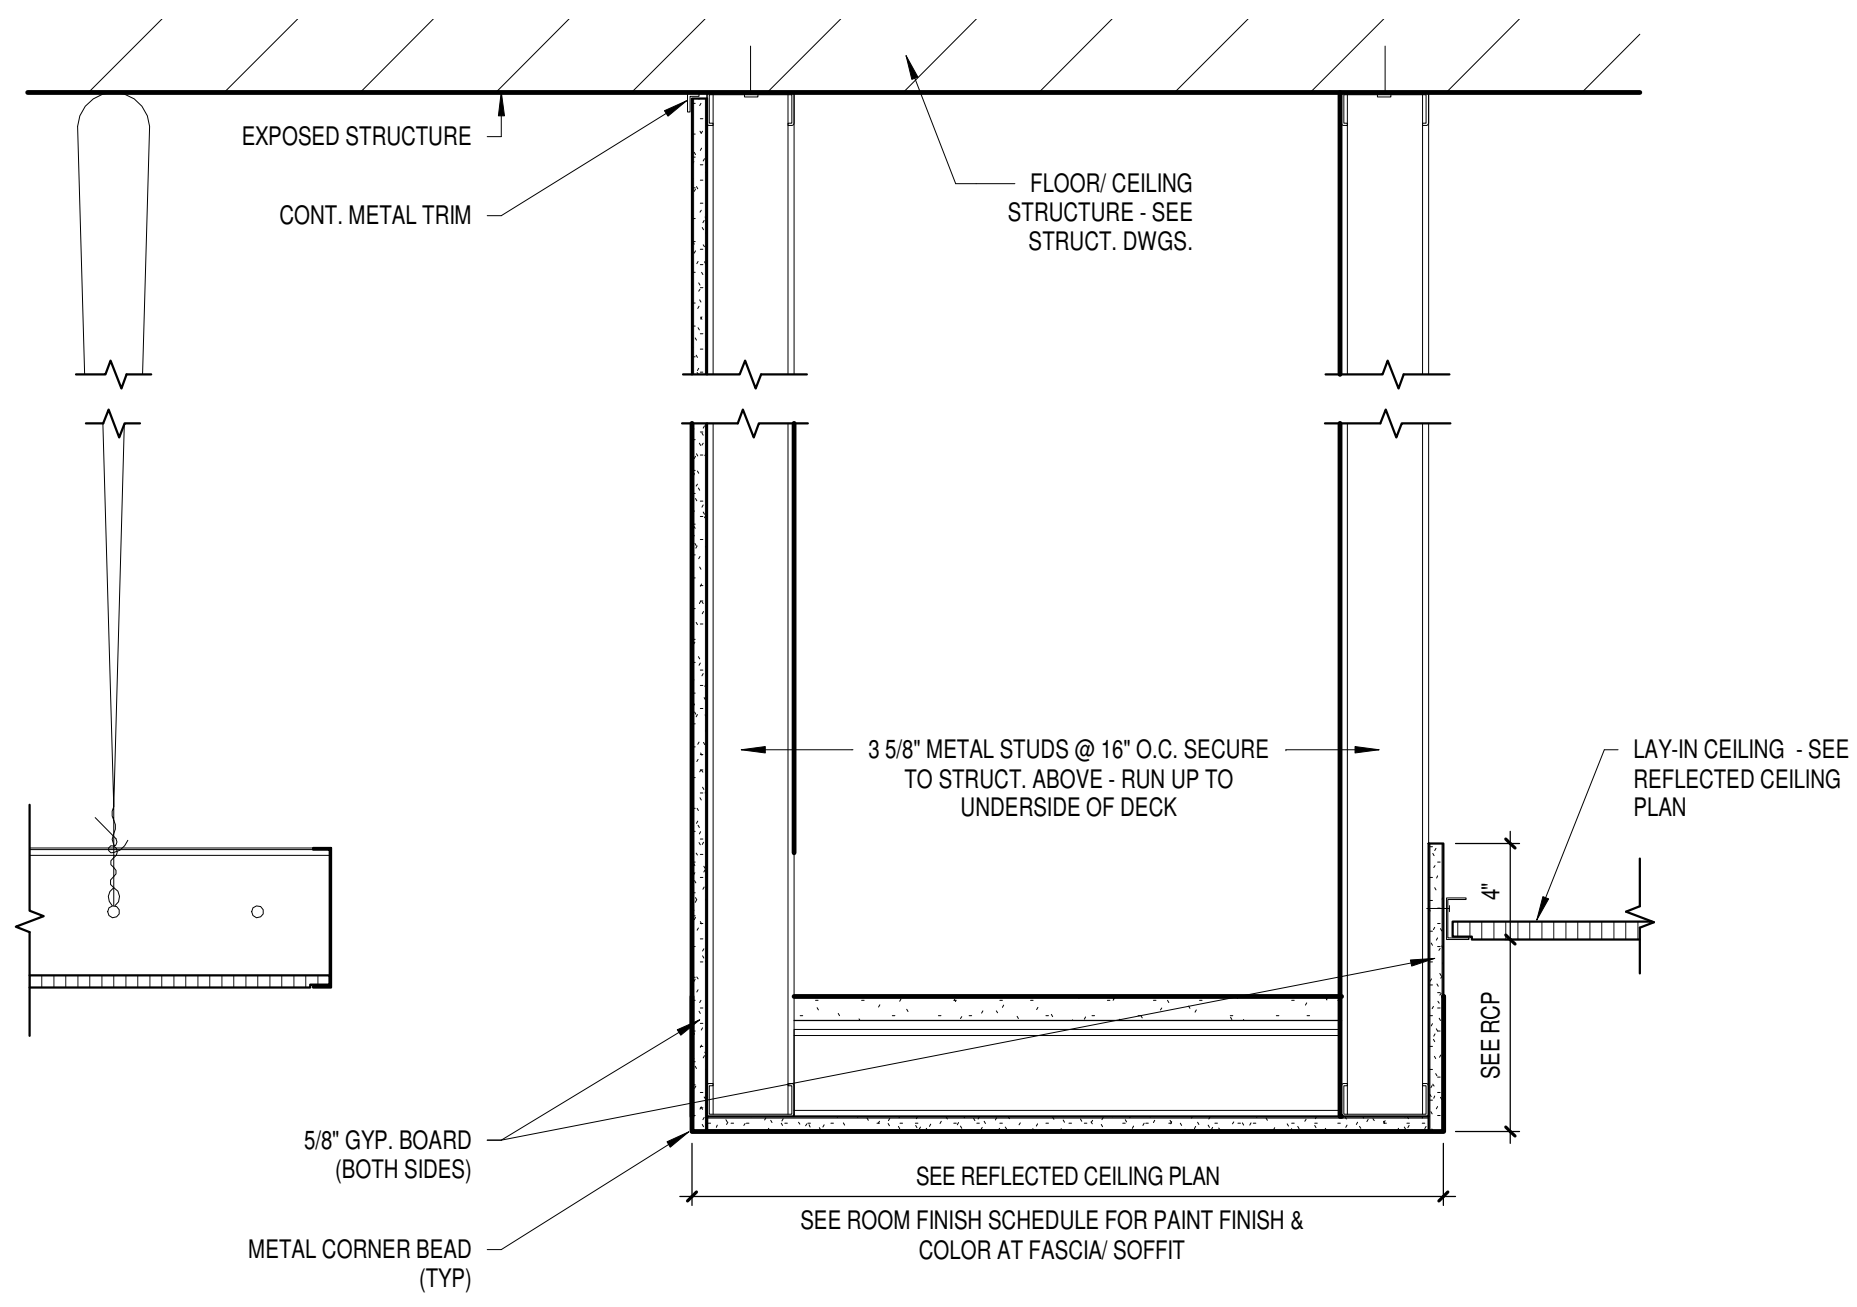 EXPOSED STRUCTURE
CONT. METAL TRIM
FLOOR/ CEILING
STRUCTURE - SEE
STRUCT. DWGS.
3 5/8" METAL STUDS @ 16" O.C. SECURE
TO STRUCT. ABOVE - RUN UP TO
UNDERSIDE OF DECK
LAY-IN CEILING - SEE
REFLECTED CEILING
PLAN
4"
SEE RCP
5/8" GYP. BOARD
(BOTH SIDES)
METAL CORNER BEAD
(TYP)
SEE REFLECTED CEILING PLAN
SEE ROOM FINISH SCHEDULE FOR PAINT FINISH &
COLOR AT FASCIA/ SOFFIT